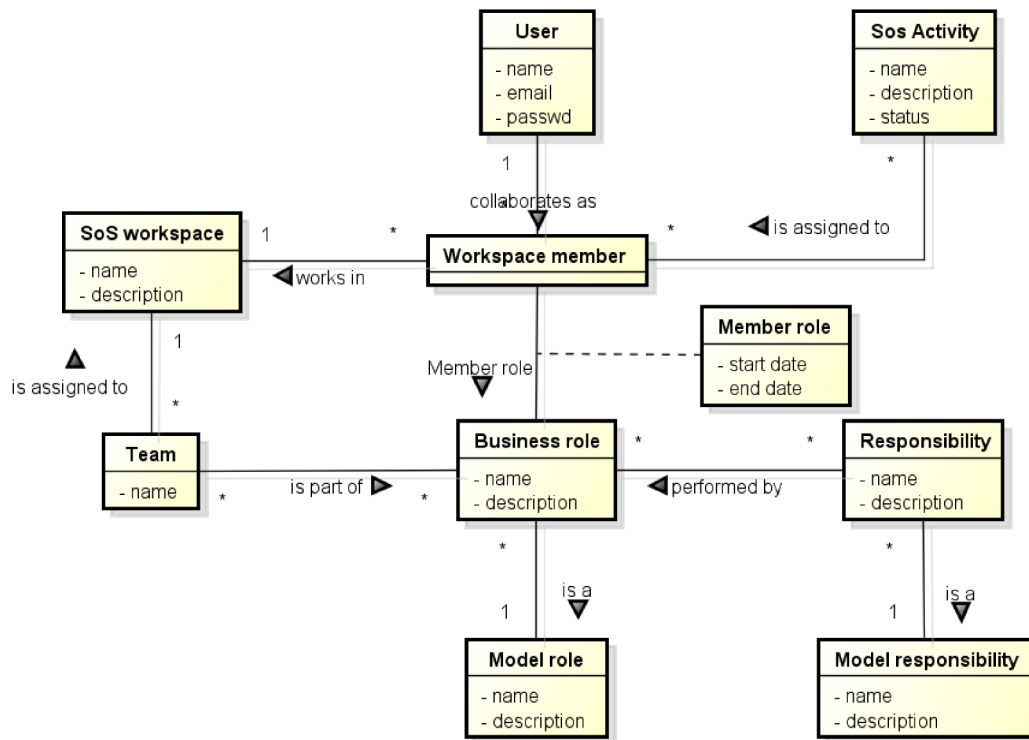 User
- name
- email
- passwd
Sos Activity
- name
- description
- status
1
*
collaborates as
*
SoS workspace
- name
- description
1
*
works in
Workspace member
*
is assigned to
Member role
- start date
- end date
Member role
1
is assigned to
*
Team
- name
*
is part of
*
Business role
- name
- description
*
*
performed by
Responsibility
- name
- description
*
is a
1
*
is a
1
Model role
- name
- description
Model responsibility
- name
- description